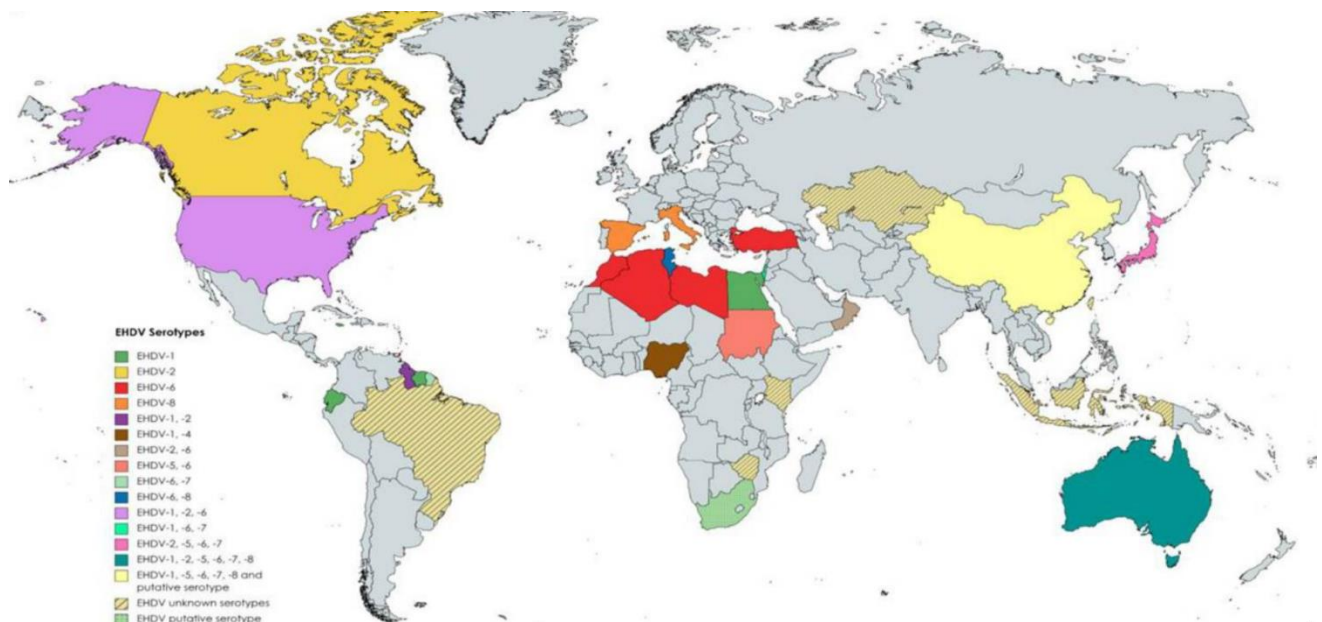 EHDV Serotypes
EHDV-1
EHDV-2
EHDV-6
EHDV-8
EHDV-1, -2
EHDV-1, -4
EHDV-2, -6
EHDV-5, -6
EHDV-6, -7
EHDV-6, -8
EHDV-1, -2, -6
EHDV-1, -6, -7
EHDV-2, -5, -6, -7
EHDV-1, -2, -5, -6, -7, -8
EHDV-1, -5, -6, -7, -8 and
putative serotype
EHDV unknown serotypes
EHDV putative serotype